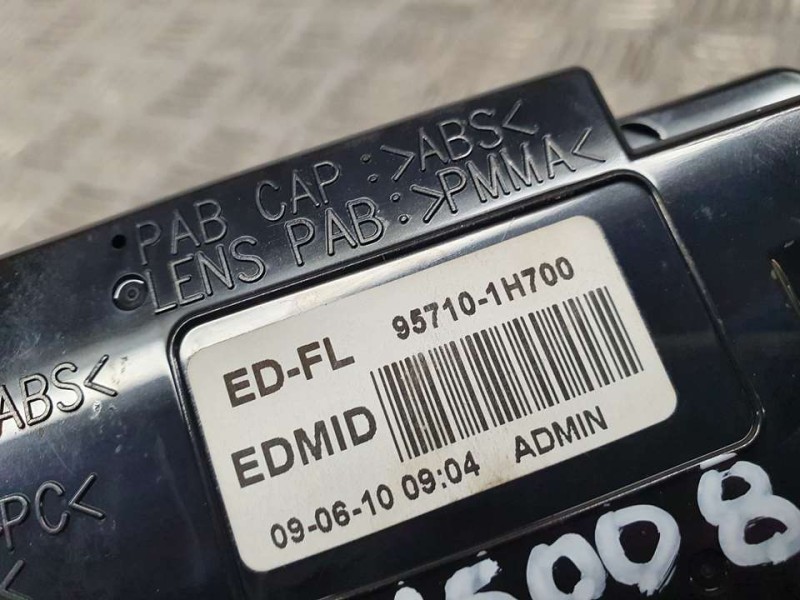 PAB CAP : >ABS<
LENS PAB: >PMMA<
ED-FL 95710-1H700
EDMID
09-06-10 09:04 ADMIN
ABS<
PC<
5008